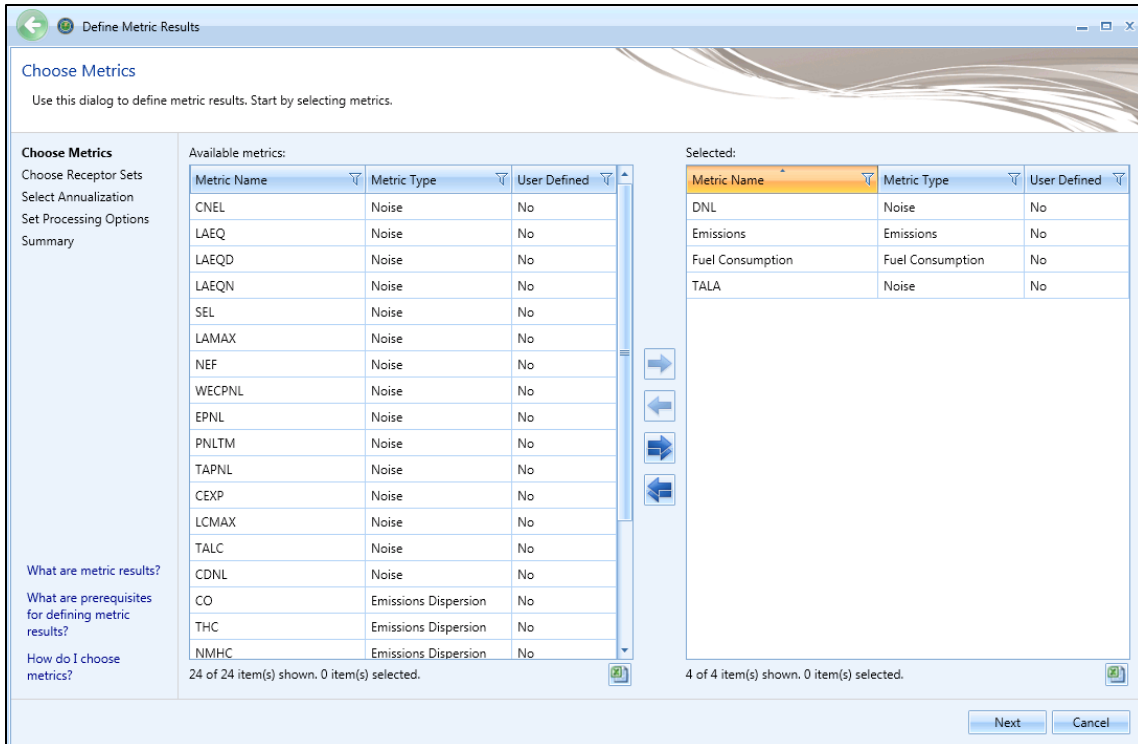 Define Metric Results
Choose Metrics
Use this dialog to define metric results. Start by selecting metrics.
Choose Metrics
Choose Receptor Sets
Select Annualization
Set Processing Options
Summary
What are metric results?
What are prerequisites
for defining metric
results?
How do I choose
metrics?
Available metrics:
Metric Name Metric Type User Defined
CNEL Noise No
LAEQ Noise No
LAEQD Noise No
LAEQN Noise No
SEL Noise No
LAMAX Noise No
NEF Noise No
WECPNL Noise No
EPNL Noise No
PNLTM Noise No
TAPNL Noise No
CEXP Noise No
LCMAX Noise No
TALC Noise No
CDNL Noise No
CO Emissions Dispersion No
THC Emissions Dispersion No
NMHC Emissions Dispersion No
24 of 24 item(s) shown. 0 item(s) selected.
Selected:
Metric Name Metric Type User Defined
DNL Noise No
Emissions Emissions No
Fuel Consumption Fuel Consumption No
TALA Noise No
4 of 4 item(s) shown. 0 item(s) selected.
Next Cancel